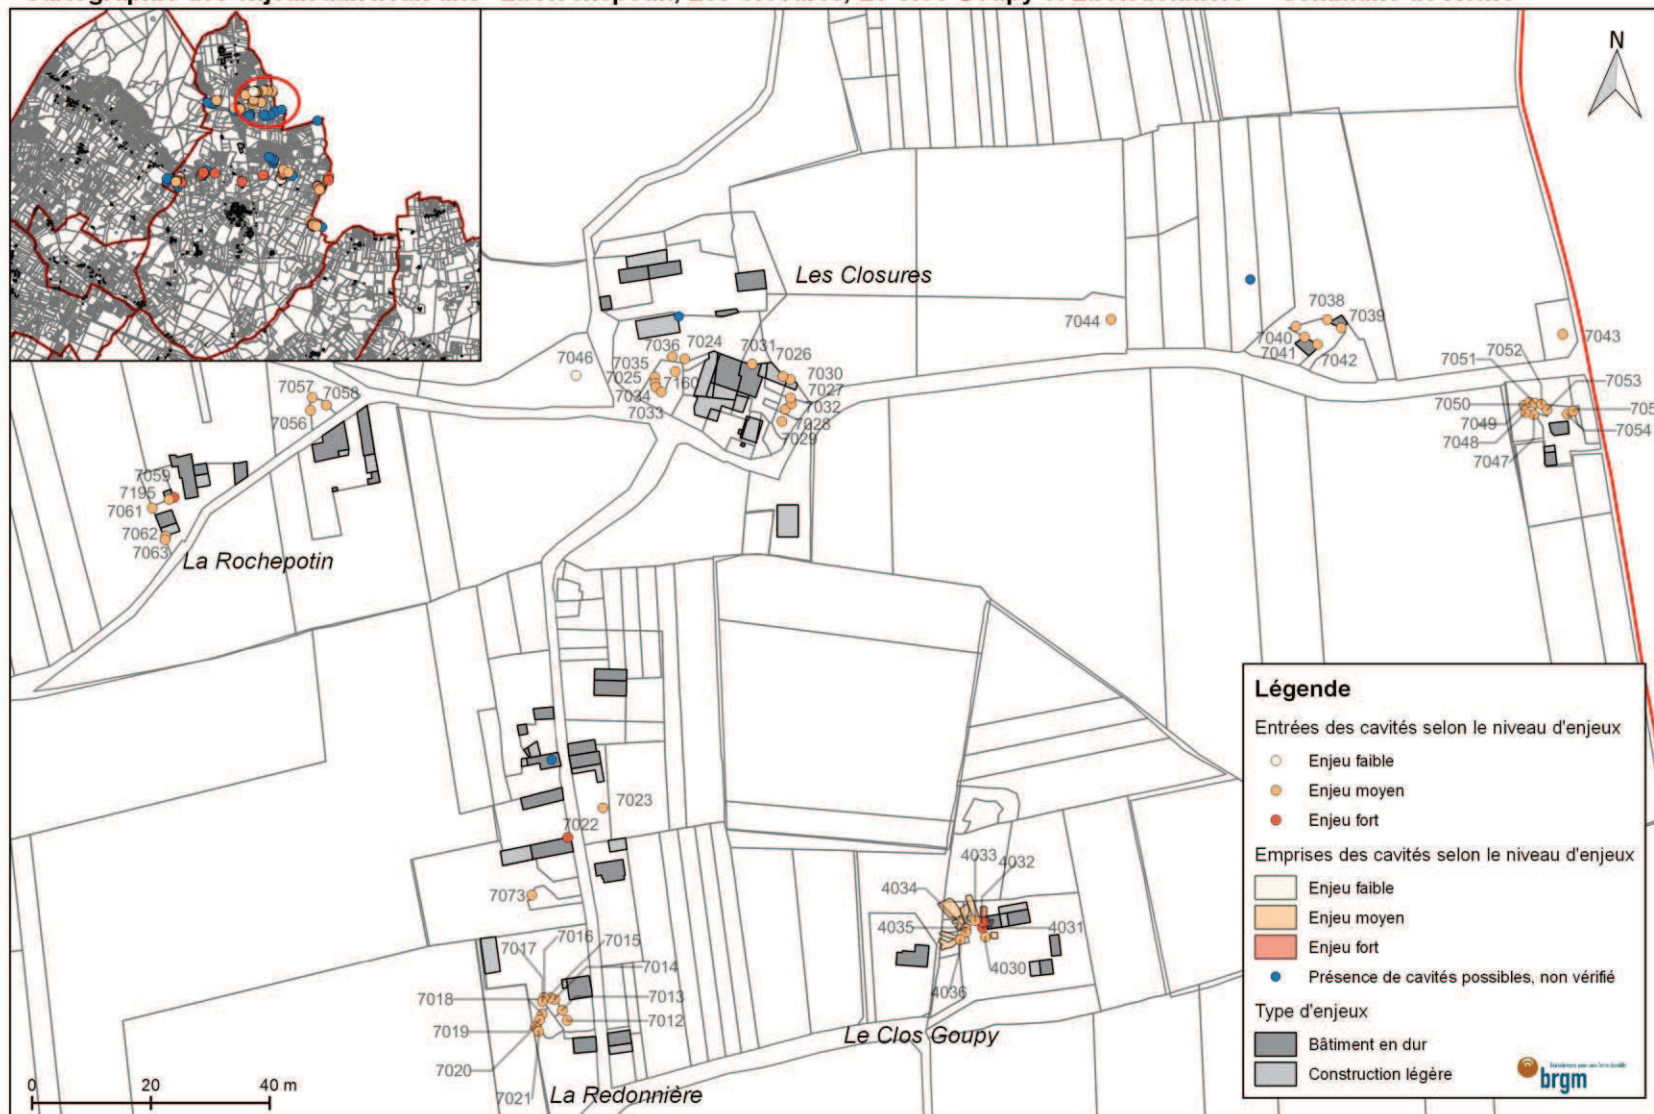 N
Les Closures
7038
7039
7044
7040
7043
7041
7042
7052
7051
7036
7024
7031
7026
7046
7035
7030
7053
7057
7058
7025
7160
7027
7050
705
7034
7032
7056
7033
7028
7049
7054
7029
7048
7047
7059
7195
7061
7062
7063
La Rochepotin
7023
7022
7073
4033
4032
4034
4035
4031
4030
4036
7016
7015
7017
7014
7018
7013
7012
7019
7020
7021
Le Clos Goupy
La Redonnière
0 20 40 m
Légende
Entrées des cavités selon le niveau d'enjeux
Enjeu faible
Enjeu moyen
Enjeu fort
Emprises des cavités selon le niveau d'enjeux
Enjeu faible
Enjeu moyen
Enjeu fort
Présence de cavités possibles, non vérifié
Type d'enjeux
Bâtiment en dur
Construction légère
brgm